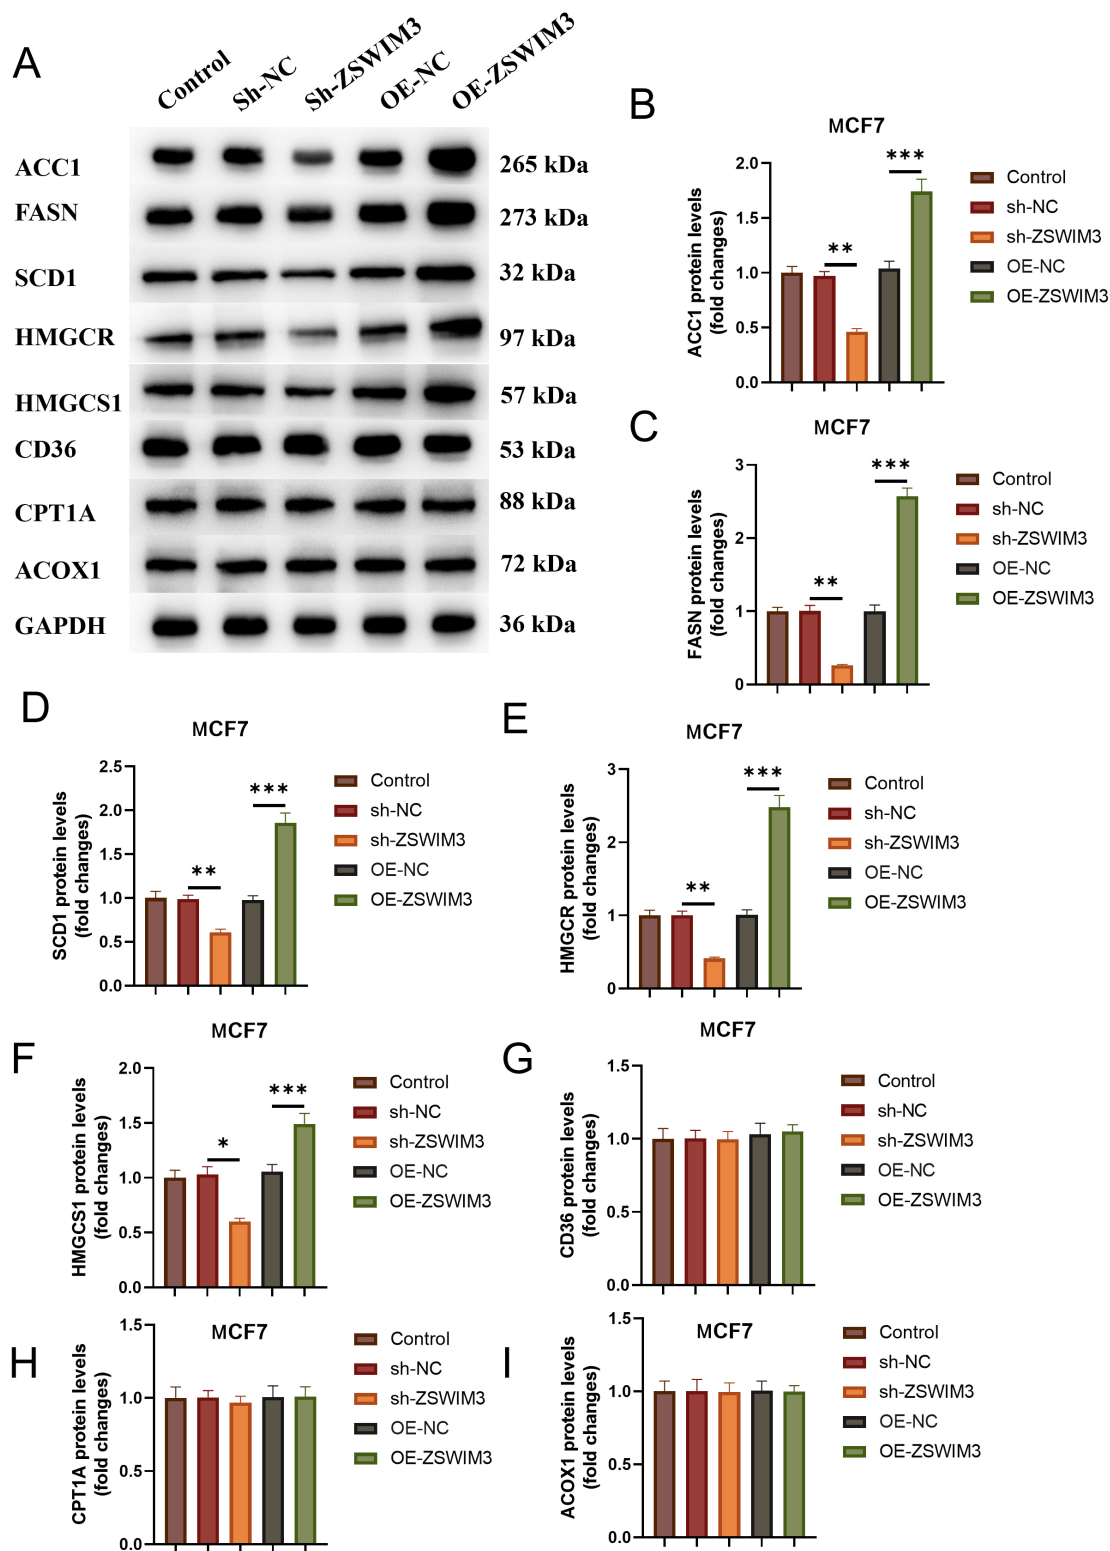 A
Control
Sh-NC
Sh-ZSWIM3
OE-NC
OE-ZSWIM3
ACC1
265 kDa
FASN
273 kDa
SCD1
32 kDa
HMGCR
97 kDa
HMGCS1
57 kDa
CD36
53 kDa
CPT1A
88 kDa
ACOX1
72 kDa
GAPDH
36 kDa
B
MCF7
ACC1 protein levels
(fold changes)
2.0
1.5
1.0
0.5
0.0
**
***
Control
sh-NC
sh-ZSWIM3
OE-NC
OE-ZSWIM3
C
MCF7
FASN protein levels
(fold changes)
3
2
1
0
**
***
Control
sh-NC
sh-ZSWIM3
OE-NC
OE-ZSWIM3
D
MCF7
SCD1 protein levels
(fold changes)
2.5
2.0
1.5
1.0
0.5
0.0
**
***
Control
sh-NC
sh-ZSWIM3
OE-NC
OE-ZSWIM3
E
MCF7
HMGCR protein levels
(fold changes)
3
2
1
0
**
***
Control
sh-NC
sh-ZSWIM3
OE-NC
OE-ZSWIM3
F
MCF7
HMGCS1 protein levels
(fold changes)
2.0
1.5
1.0
0.5
0.0
*
***
Control
sh-NC
sh-ZSWIM3
OE-NC
OE-ZSWIM3
G
MCF7
CD36 protein levels
(fold changes)
1.5
1.0
0.5
0.0
Control
sh-NC
sh-ZSWIM3
OE-NC
OE-ZSWIM3
H
MCF7
CPT1A protein levels
(fold changes)
1.5
1.0
0.5
0.0
Control
sh-NC
sh-ZSWIM3
OE-NC
OE-ZSWIM3
I
MCF7
ACOX1 protein levels
(fold changes)
1.5
1.0
0.5
0.0
Control
sh-NC
sh-ZSWIM3
OE-NC
OE-ZSWIM3